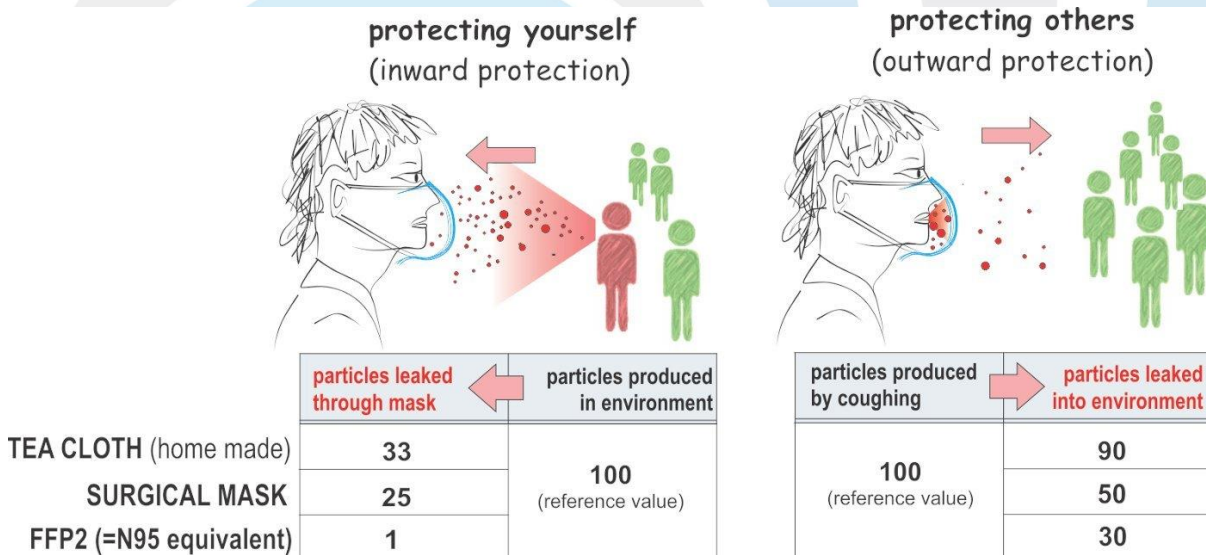 protecting yourself
(inward protection)
protecting others
(outward protection)
particles leaked
through mask
particles produced
in environment
particles produced
by coughing
particles leaked
into environment
TEA CLOTH (home made)
33
100
(reference value)
100
(reference value)
90
SURGICAL MASK
25
50
FFP2 (=N95 equivalent)
1
30